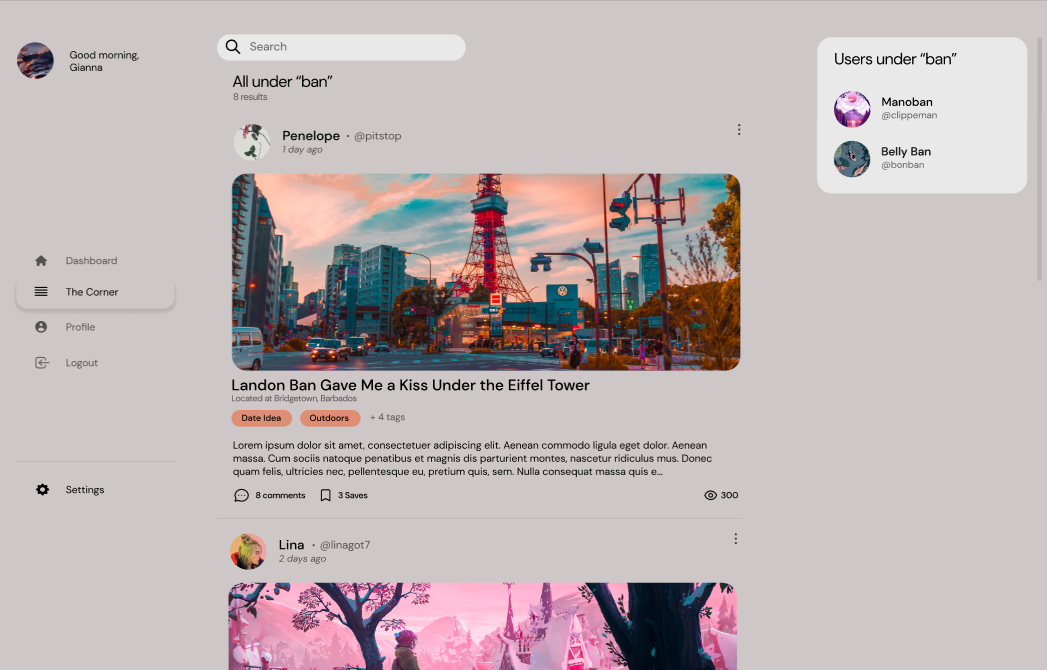 Good morning,
Gianna
Search
All under “ban”
8 results
Users under “ban”
Manoban
@clippeman
Belly Ban
@bonban
Penelope · @pitstop
1 day ago
Dashboard
The Corner
Profile
Logout
Settings
Landon Ban Gave Me a Kiss Under the Eiffel Tower
Located at Bridgetown, Barbados
Date Idea Outdoors + 4 tags
Lorem ipsum dolor sit amet, consectetuer adipiscing elit. Aenean commodo ligula eget dolor. Aenean
massa. Cum sociis natoque penatibus et magnis dis parturient montes, nascetur ridiculus mus. Donec
quam felis, ultricies nec, pellentesque eu, pretium quis, sem. Nulla consequat massa quis e...
8 comments 3 Saves 300
Lina · @linagot7
2 days ago